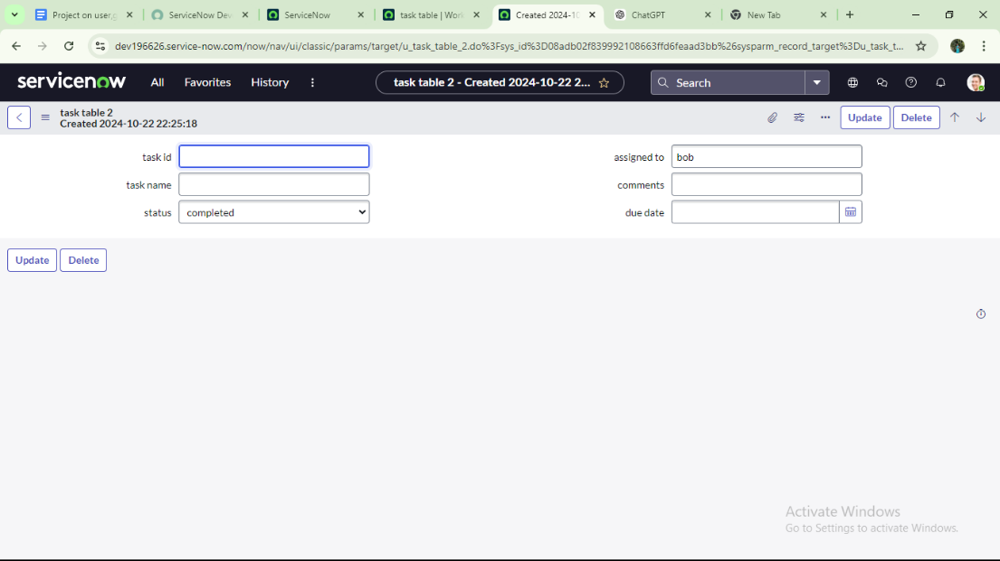 Project on user,g
ServiceNow Dev
ServiceNow
task table | Work
Created 2024-10
ChatGPT
New Tab
dev196626.service-now.com/now/nav/ui/classic/params/target/u_task_table_2.do%3Fsys_id%3D08adb02f839992108663ffd6feaad3bb%26sysparm_record_target%3Du_task_t...
servicenow All Favorites History task table 2 - Created 2024-10-22 2... Search
task table 2
Created 2024-10-22 22:25:18
Update Delete
task id
assigned to bob
task name
comments
status completed
due date
Update Delete
Activate Windows
Go to Settings to activate Windows.